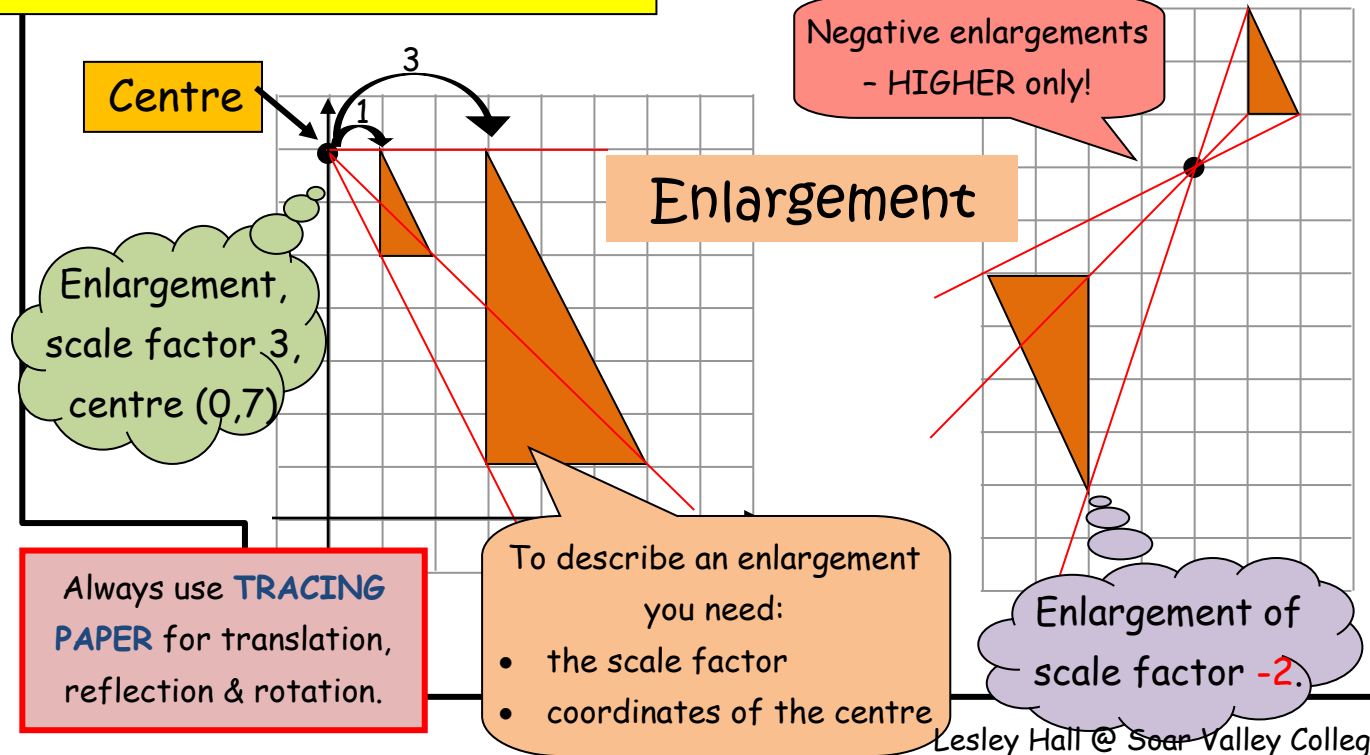 Negative enlargements
– HIGHER only!
3
Centre
1
Enlargement
Enlargement,
scale factor 3,
centre (0,7)
To describe an enlargement
you need:
• the scale factor
• coordinates of the centre
Always use TRACING
PAPER for translation,
reflection & rotation.
Enlargement of
scale factor -2.
Lesley Hall @ Soar Valley Colleg